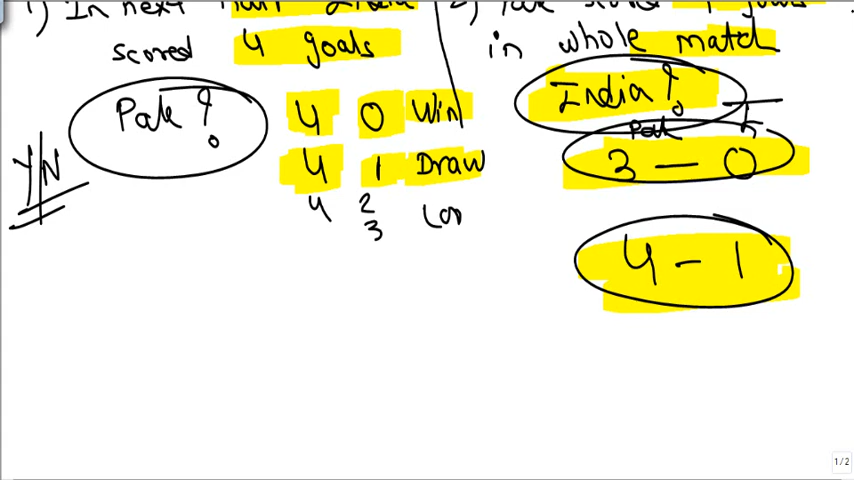 1) In next half India
scored 4 goals
Pak ?
4 0 Win
4 1 Draw
4 2
3
Y/N
2) Pak scored 4 goals
in whole match
India ?
Pak
3 – 0
4 – 1
1/2